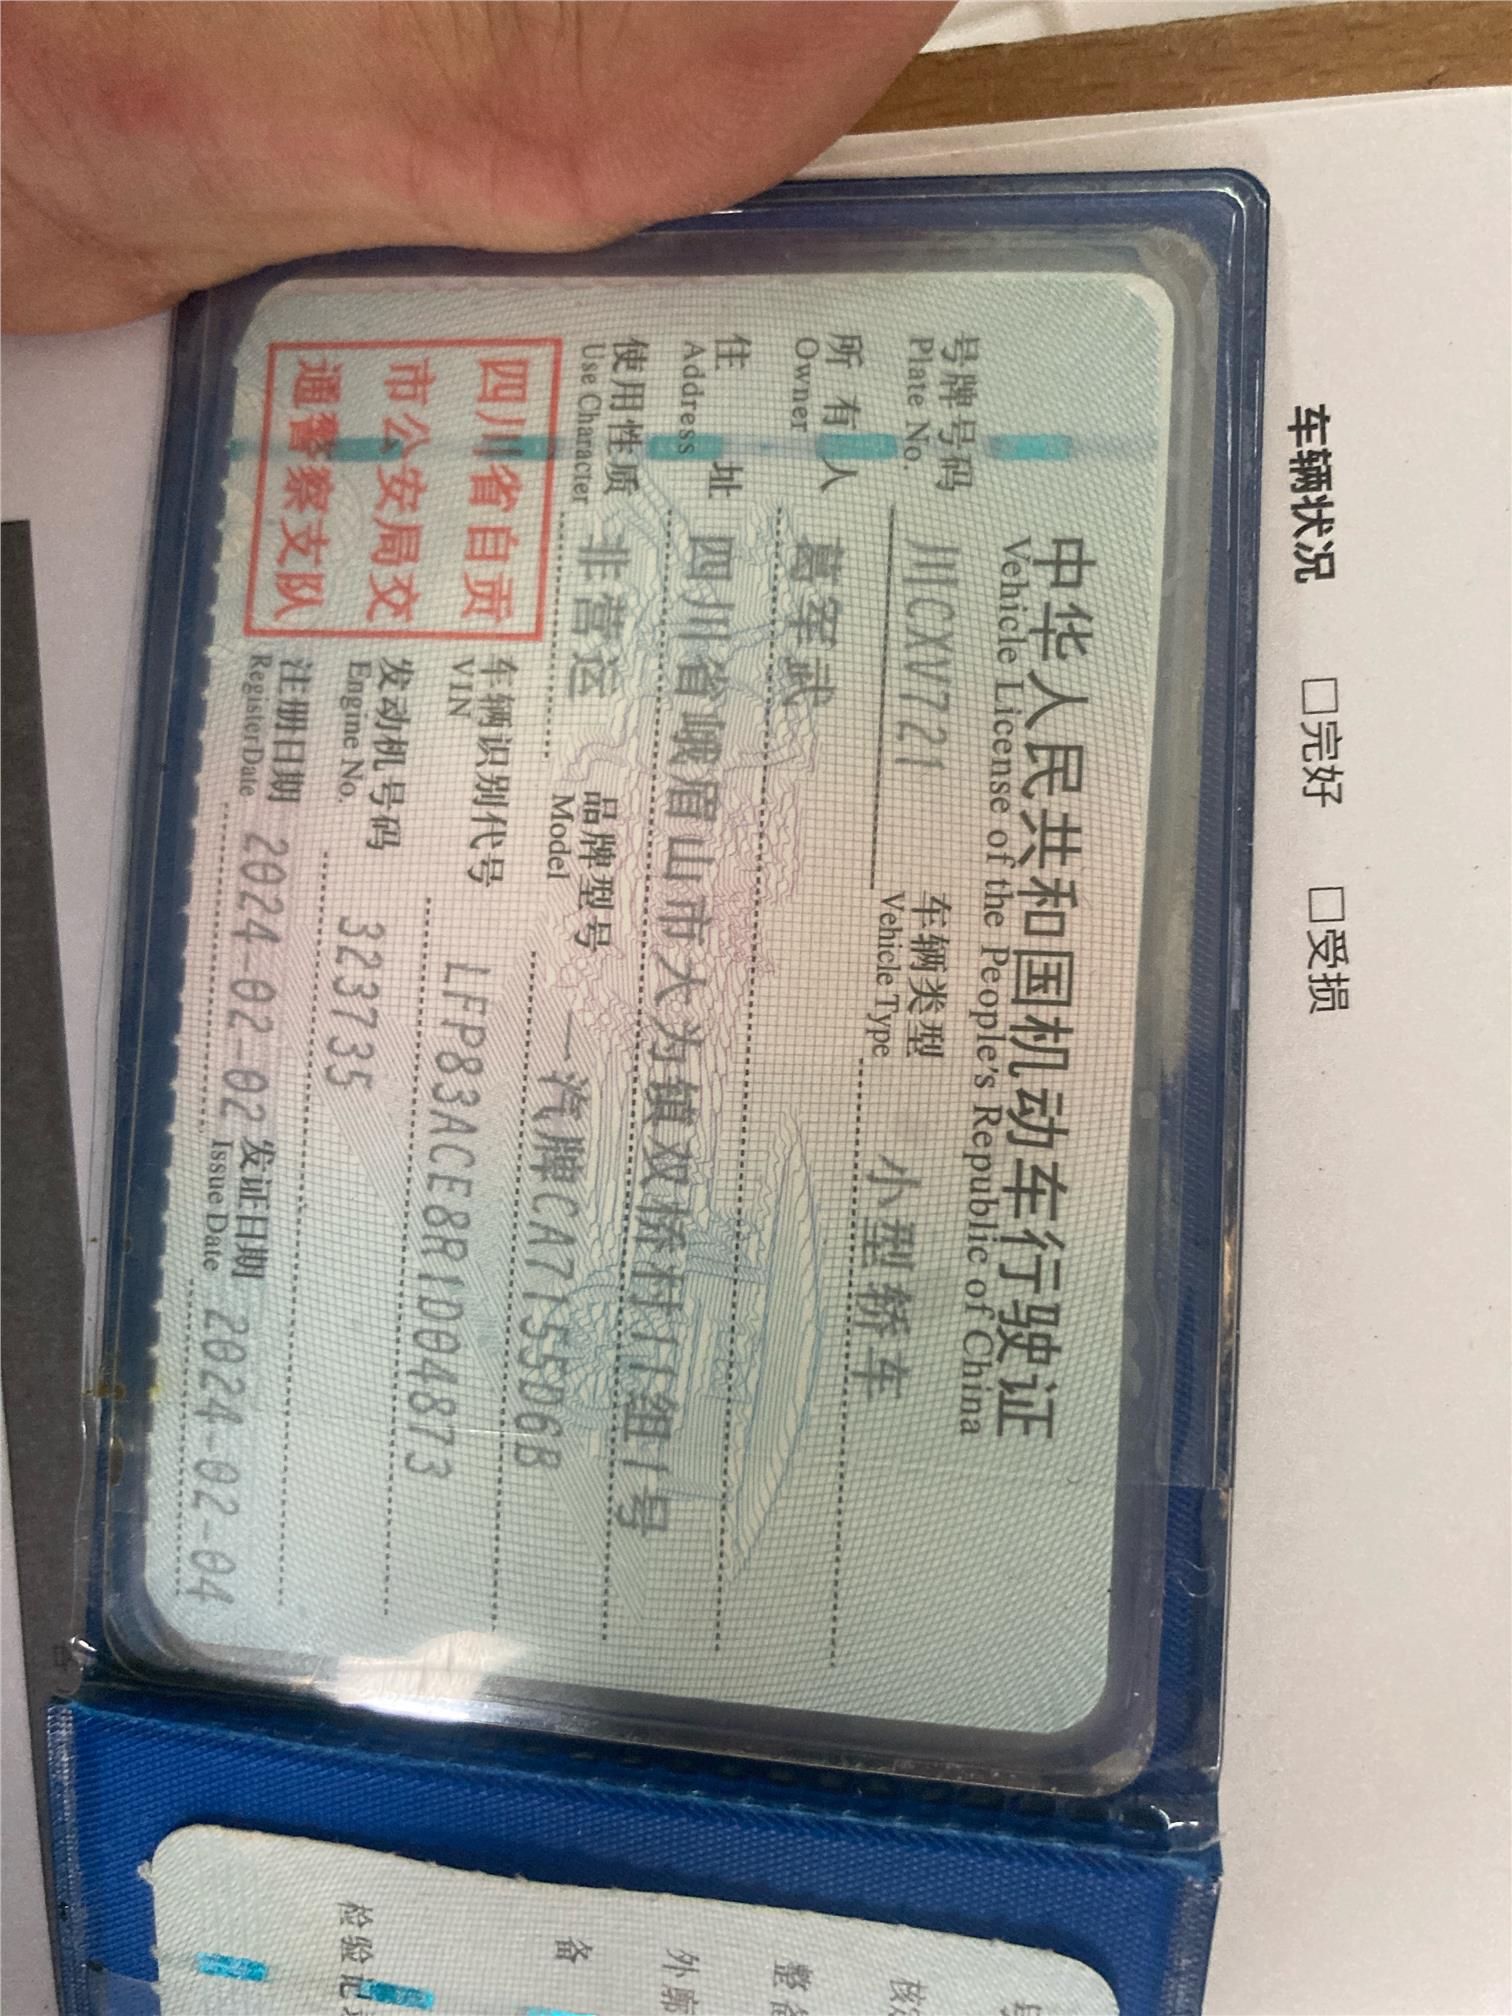 车辆状况 □完好 □受损
中华人民共和国机动车行驶证
Vehicle License of the People's Republic of China
号牌号码 川CXV721 车辆类型 小型轿车
Plate No. Vehicle Type
所有人 葛军武
Owner
住址 四川省峨眉山市大为镇双桥村11组1号
Address
使用性质 非营运 品牌型号 一汽牌CA7155D6B
Use Character Model
四川省自贡
市公安局交
通警察支队
车辆识别代号 LFP83ACE8R1D04873
VIN
发动机号码 323735
Engine No.
注册日期 2024-02-02 发证日期 2024-02-04
Register Date Issue Date
整备
外廓
备
检验记